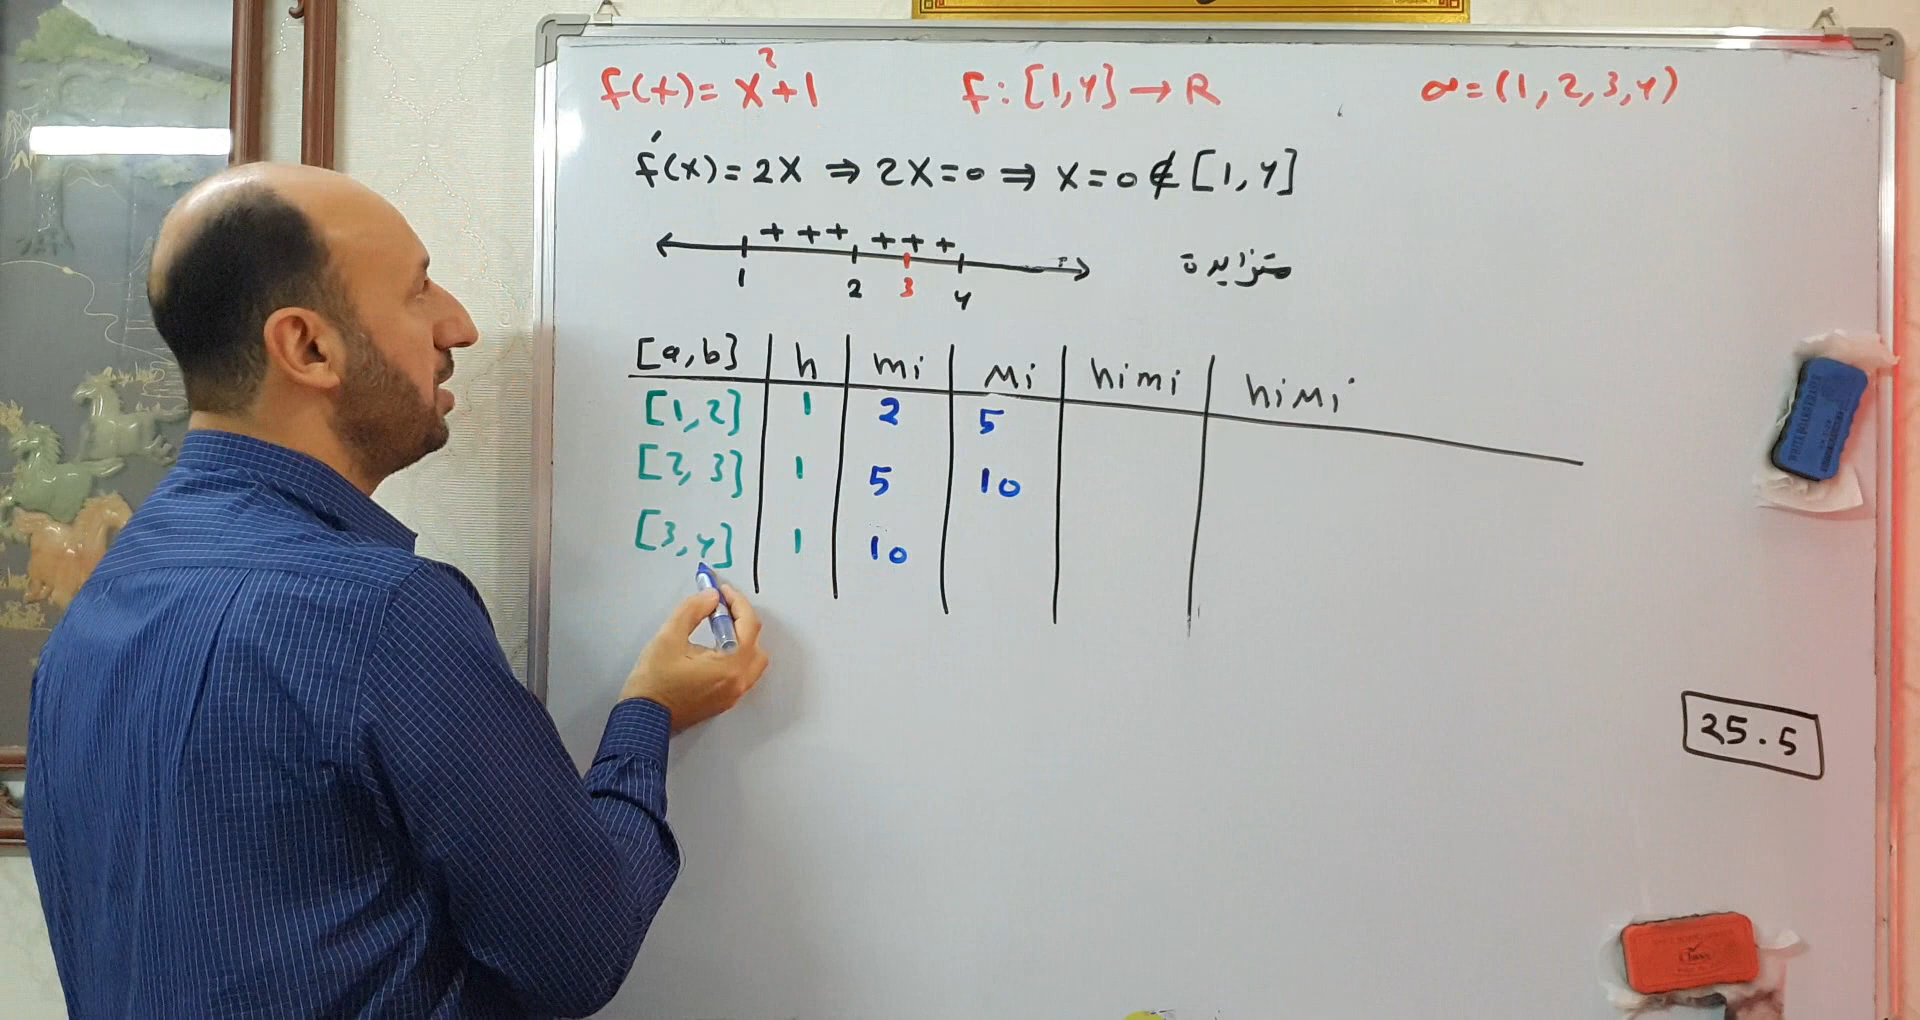 f(x)= x²+1 f: [1,4] → R σ=(1,2,3,4)
f́(x)= 2x ⇒ 2x=0 ⇒ x=0 ∉ [1,4]
+ + + + + +
1 2 3 4 متزايدة
[a,b] h mi Mi himi hiMi
[1,2] 1 2 5
[2,3] 1 5 10
[3,4] 1 10
25.5